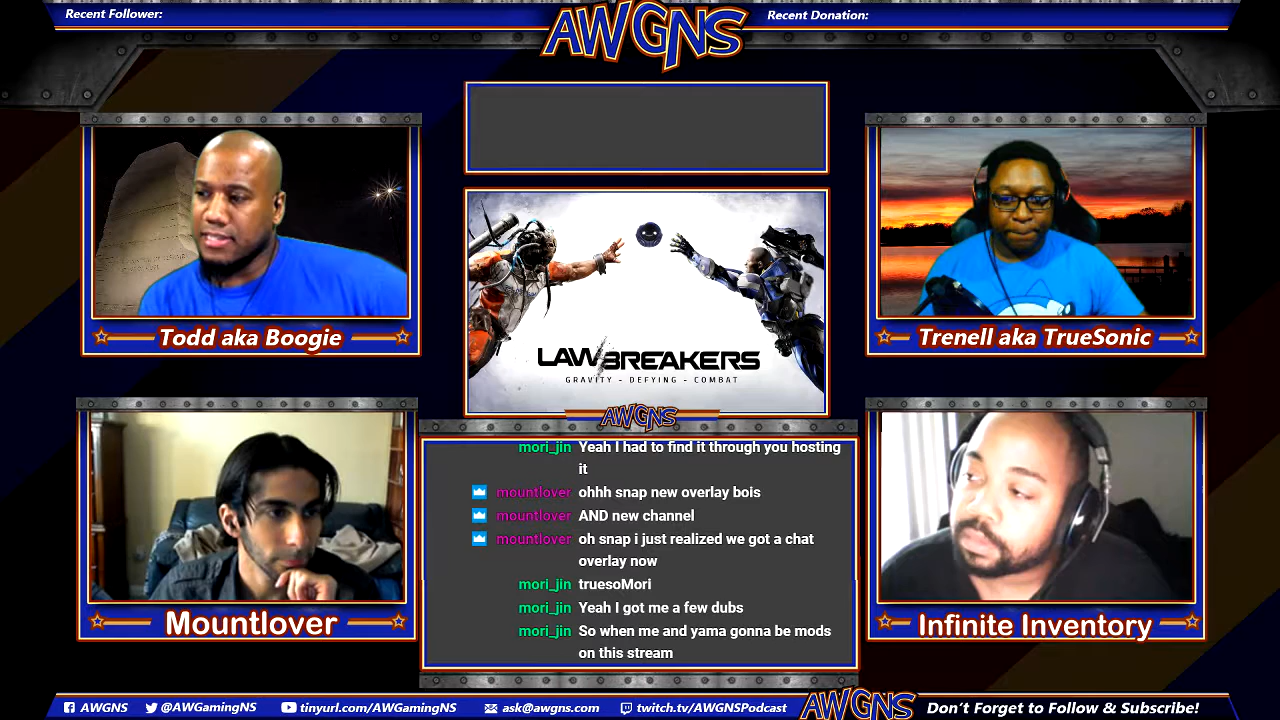 Recent Follower:
AWGNS
Recent Donation:
Todd aka Boogie
LAWBREAKERS
GRAVITY - DEFYING - COMBAT
Trenell aka TrueSonic
AWGNS
mori_jin Yeah I had to find it through you hosting
it
mountlover ohhh snap new overlay bois
mountlover AND new channel
mountlover oh snap i just realized we got a chat
overlay now
mori_jin truesoMori
mori_jin Yeah I got me a few dubs
mori_jin So when me and yama gonna be mods
on this stream
Mountlover
Infinite Inventory
AWGNS @AWGamingNS tinyurl.com/AWGamingNS ask@awgns.com twitch.tv/AWGNSPodcast AWGNS Don't Forget to Follow & Subscribe!